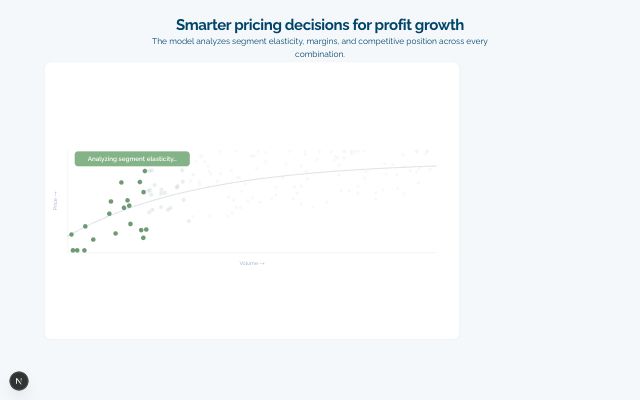 Smarter pricing decisions for profit growth
The model analyzes segment elasticity, margins, and competitive position across every
combination.
Analyzing segment elasticity...
Price →
Volume →
N